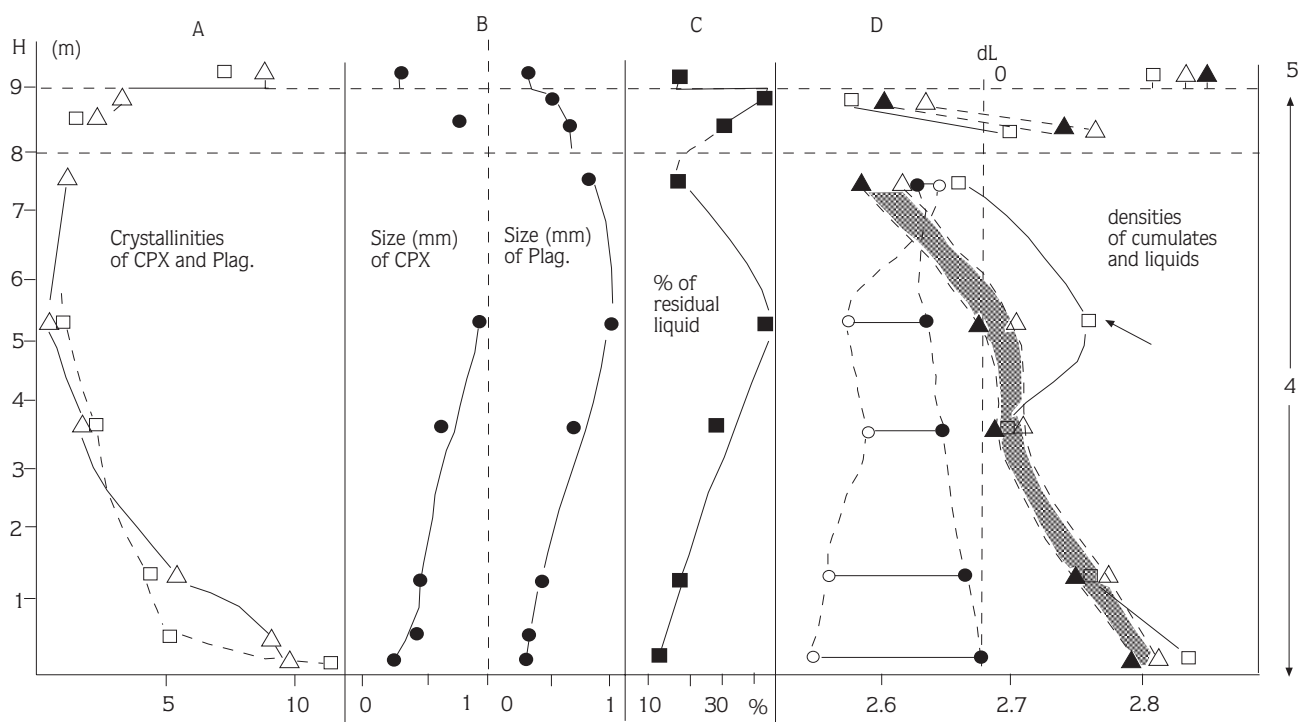 A
B
C
D
H (m)
dL
0
5
9
8
7
6
5
4
3
2
1
Crystallinities
of CPX and Plag.
Size (mm)
of CPX
Size (mm)
of Plag.
% of
residual
liquid
densities
of cumulates
and liquids
4
5 10
0 1
0 1
10 30 %
2.6 2.7 2.8